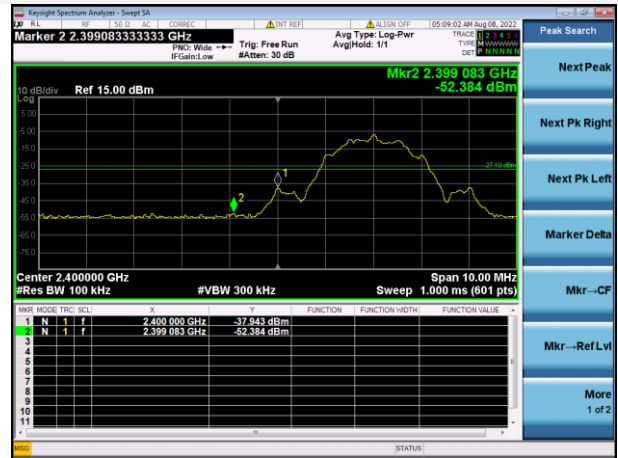 Keysight Spectrum Analyzer - Swept SA
RL RF 50 Ω AC CORREC INT REF ALIGN OFF 05:09:02 AM Aug 08, 2022
Marker 2 2.399083333333 GHz
PNO: Wide
IFGain:Low
Trig: Free Run
#Atten: 30 dB
Avg Type: Log-Pwr
Avg|Hold: 1/1
TRACE 1 2 3 4 5 6
TYPE M WWWWW
DET P NNNNN
Peak Search
Mkr2 2.399 083 GHz
-52.384 dBm
10 dB/div Ref 15.00 dBm
Log
5.00
-5.00
-15.0
-25.0
-35.0
-45.0
-55.0
-65.0
-75.0
1
2
Center 2.400000 GHz Span 10.00 MHz
#Res BW 100 kHz #VBW 300 kHz Sweep 1.000 ms (601 pts)
MKR MODE TRC SCL X Y FUNCTION FUNCTION WIDTH FUNCTION VALUE
1 N 1 f 2.400 000 GHz -37.943 dBm
2 N 1 f 2.399 083 GHz -52.384 dBm
3
4
5
6
7
8
9
10
11
Next Peak
Next Pk Right
Next Pk Left
Marker Delta
Mkr→CF
Mkr→Ref Lvl
More
1 of 2
MSG STATUS